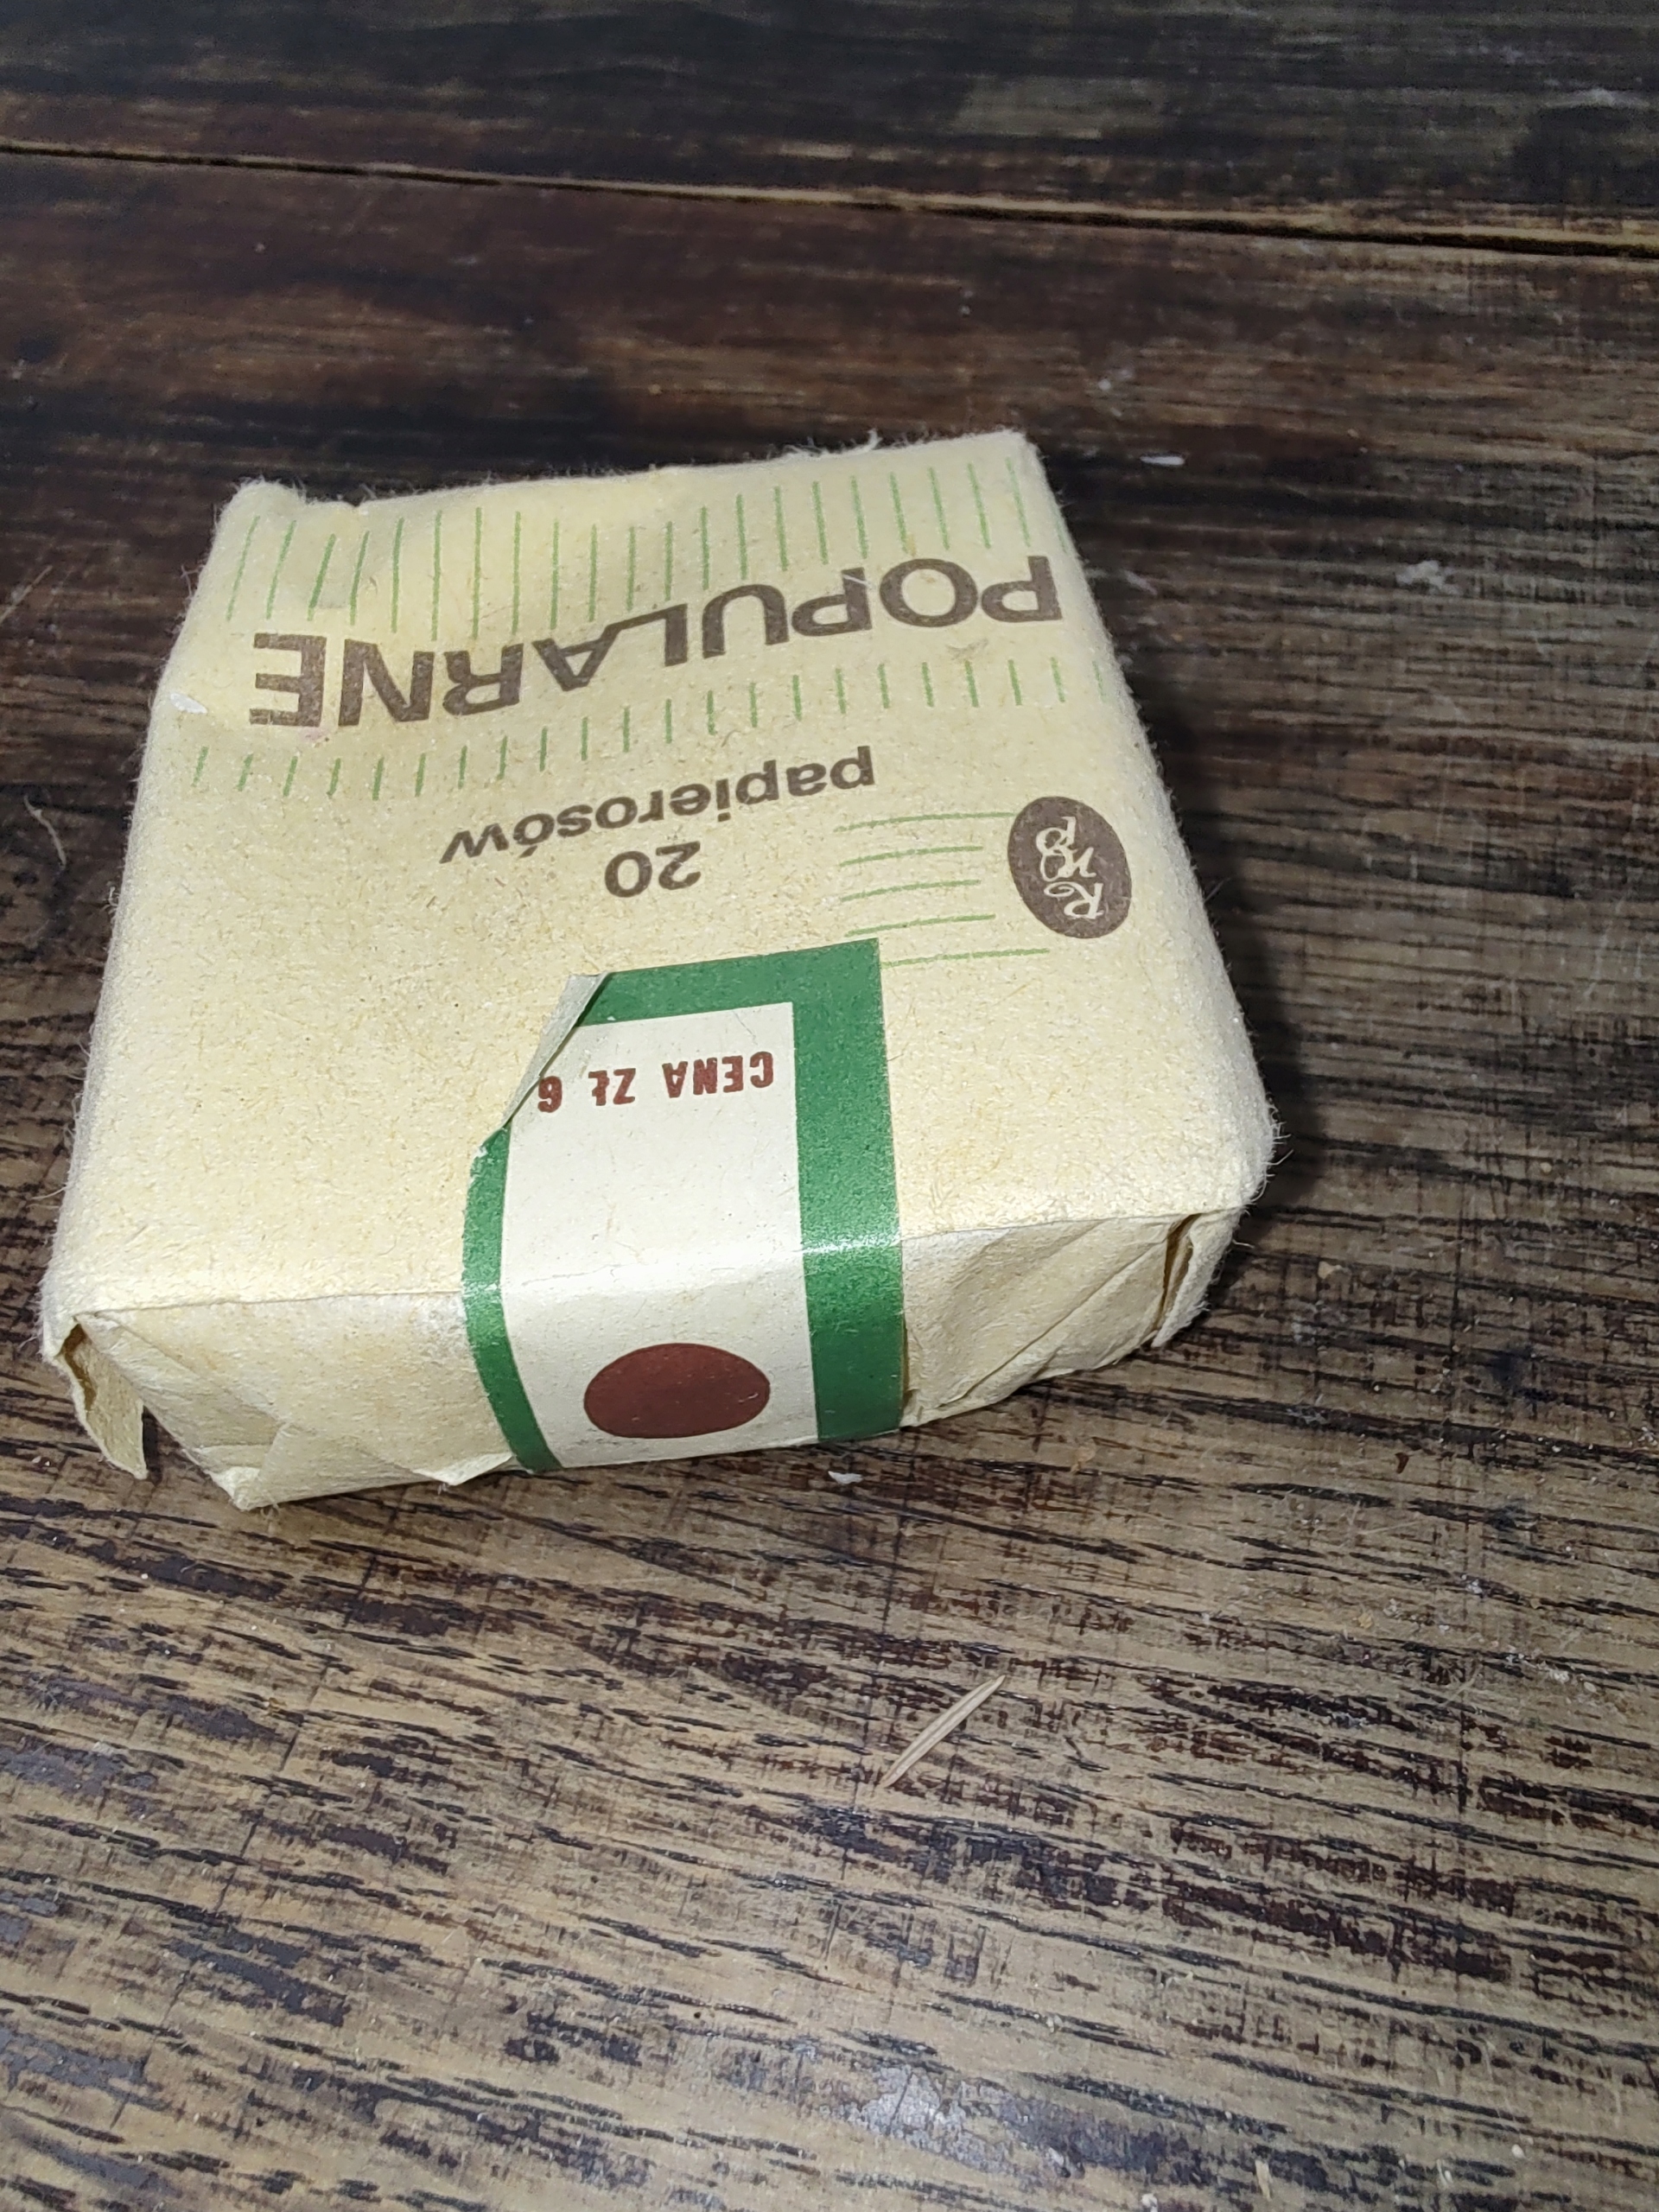 CENA ZŁ 6
20
papierosów
POPULARNE